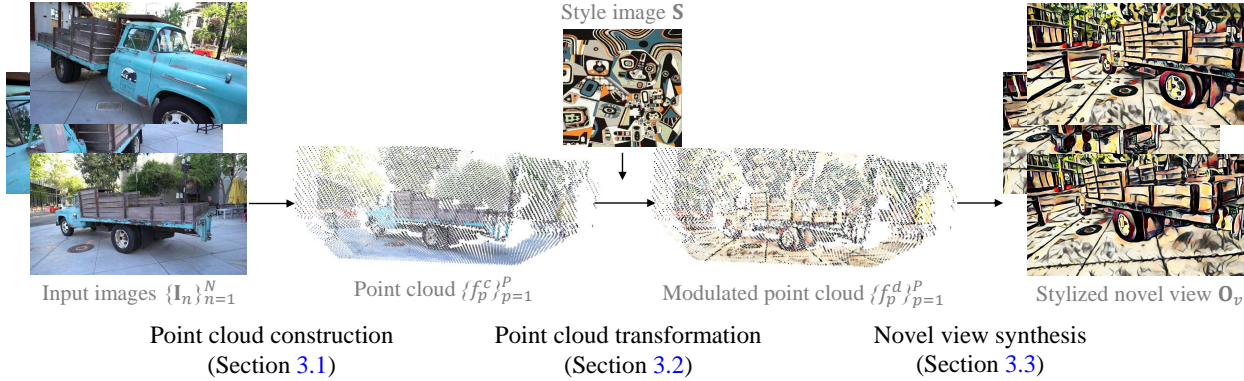 Style image S
Input images {I_n}_{n=1}^N
Point cloud {f_p^c}_{p=1}^P
Modulated point cloud {f_p^d}_{p=1}^P
Stylized novel view O_v
Point cloud construction
(Section 3.1)
Point cloud transformation
(Section 3.2)
Novel view synthesis
(Section 3.3)